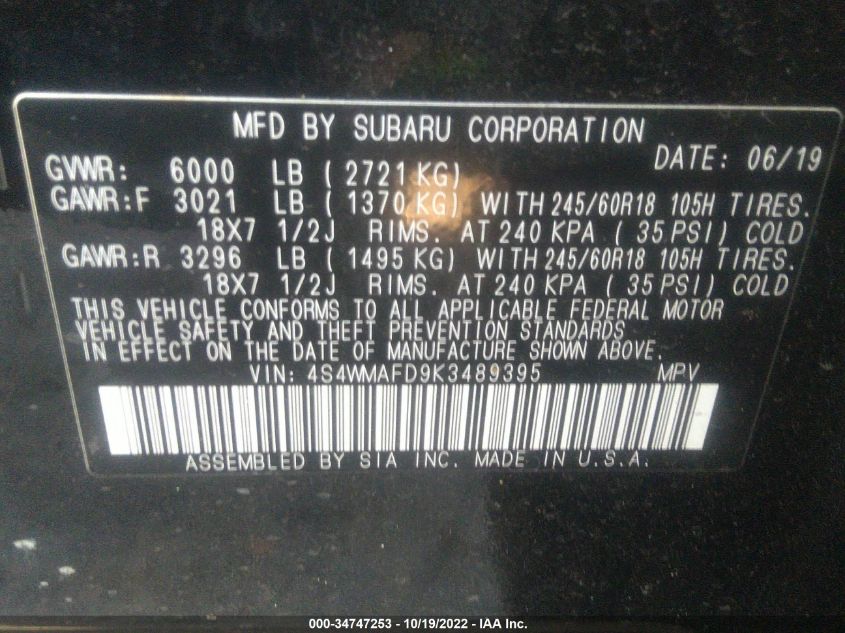 MFD BY SUBARU CORPORATION
GVWR: 6000 LB ( 2721 KG) DATE: 06/19
GAWR:F 3021 LB ( 1370 KG) WITH 245/60R18 105H TIRES.
18X7 1/2J RIMS. AT 240 KPA ( 35 PSI) COLD
GAWR:R 3296 LB ( 1495 KG) WITH 245/60R18 105H TIRES.
18X7 1/2J RIMS. AT 240 KPA ( 35 PSI) COLD
THIS VEHICLE CONFORMS TO ALL APPLICABLE FEDERAL MOTOR
VEHICLE SAFETY AND THEFT PREVENTION STANDARDS
IN EFFECT ON THE DATE OF MANUFACTURE SHOWN ABOVE.
VIN: 4S4WMAFD9K3489395 MPV
ASSEMBLED BY SIA INC. MADE IN U.S.A.
000-34747253 - 10/19/2022 - IAA Inc.